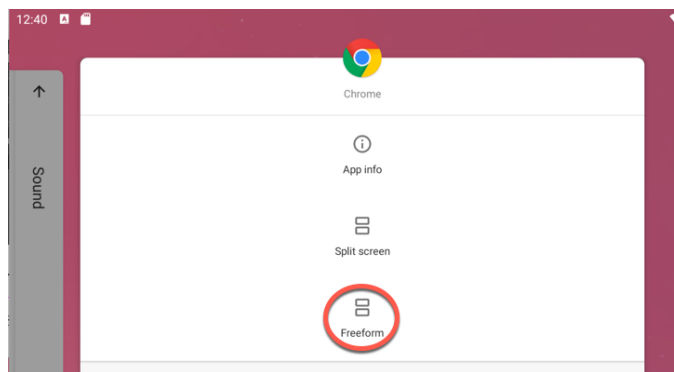 12:40
Chrome
App info
Sound
Split screen
Freeform